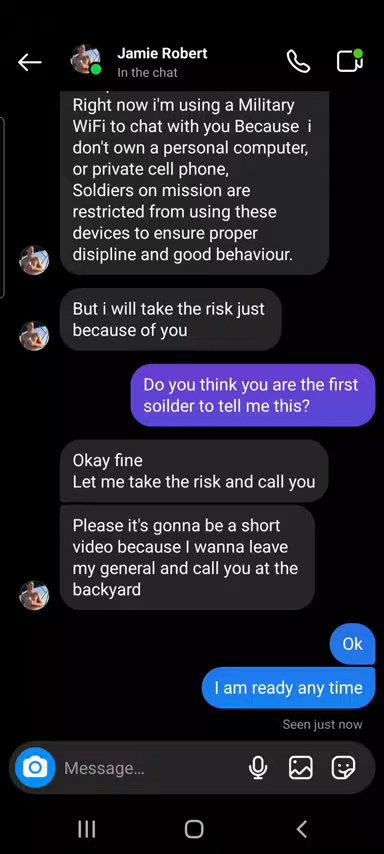 Jamie Robert
In the chat
Right now i'm using a Military
WiFi to chat with you Because i
don't own a personal computer,
or private cell phone,
Soldiers on mission are
restricted from using these
devices to ensure proper
disipline and good behaviour.
But i will take the risk just
because of you
Do you think you are the first
soilder to tell me this?
Okay fine
Let me take the risk and call you
Please it's gonna be a short
video because I wanna leave
my general and call you at the
backyard
Ok
I am ready any time
Seen just now
Message...